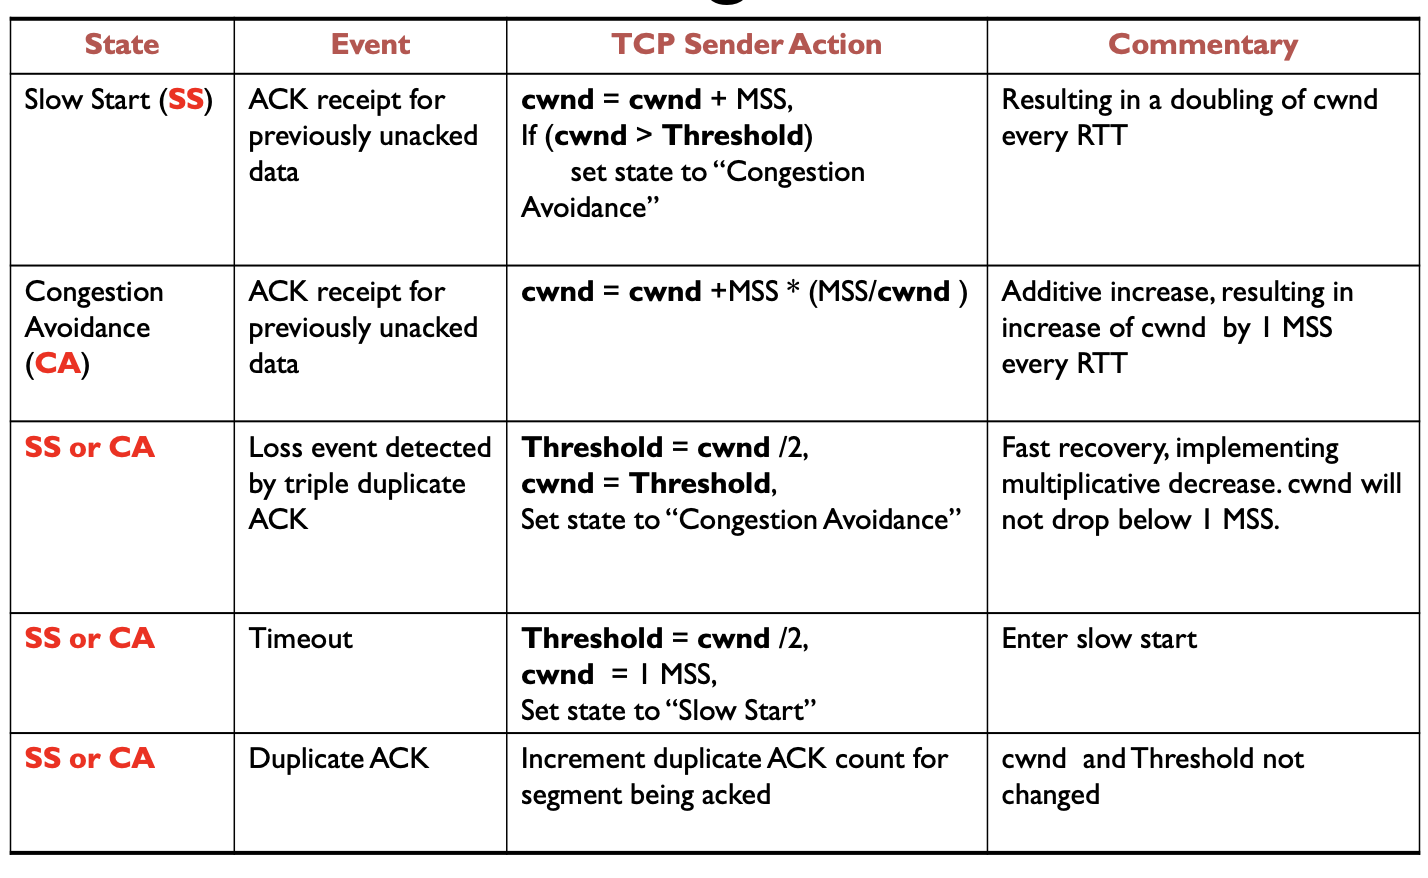 State Event TCP Sender Action Commentary
Slow Start (SS)
ACK receipt for
previously unacked
data
cwnd = cwnd + MSS,
If (cwnd > Threshold)
set state to “Congestion
Avoidance”
Resulting in a doubling of cwnd
every RTT
Congestion
Avoidance
(CA)
ACK receipt for
previously unacked
data
cwnd = cwnd +MSS * (MSS/cwnd )
Additive increase, resulting in
increase of cwnd by 1 MSS
every RTT
SS or CA
Loss event detected
by triple duplicate
ACK
Threshold = cwnd /2,
cwnd = Threshold,
Set state to “Congestion Avoidance”
Fast recovery, implementing
multiplicative decrease. cwnd will
not drop below 1 MSS.
SS or CA
Timeout
Threshold = cwnd /2,
cwnd = 1 MSS,
Set state to “Slow Start”
Enter slow start
SS or CA
Duplicate ACK
Increment duplicate ACK count for
segment being acked
cwnd and Threshold not
changed